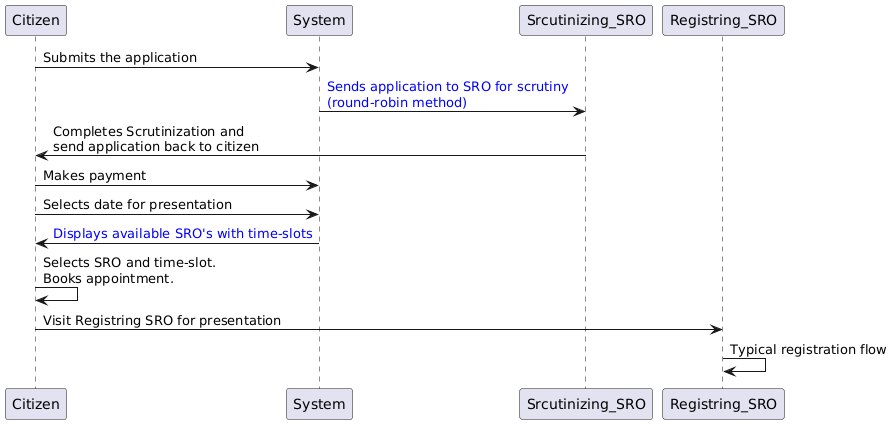 Citizen
System
Srcutinizing_SRO
Registring_SRO
Submits the application
Sends application to SRO for scrutiny
(round-robin method)
Completes Scrutinization and
send application back to citizen
Makes payment
Selects date for presentation
Displays available SRO's with time-slots
Selects SRO and time-slot.
Books appointment.
Visit Registring SRO for presentation
Typical registration flow
Citizen
System
Srcutinizing_SRO
Registring_SRO